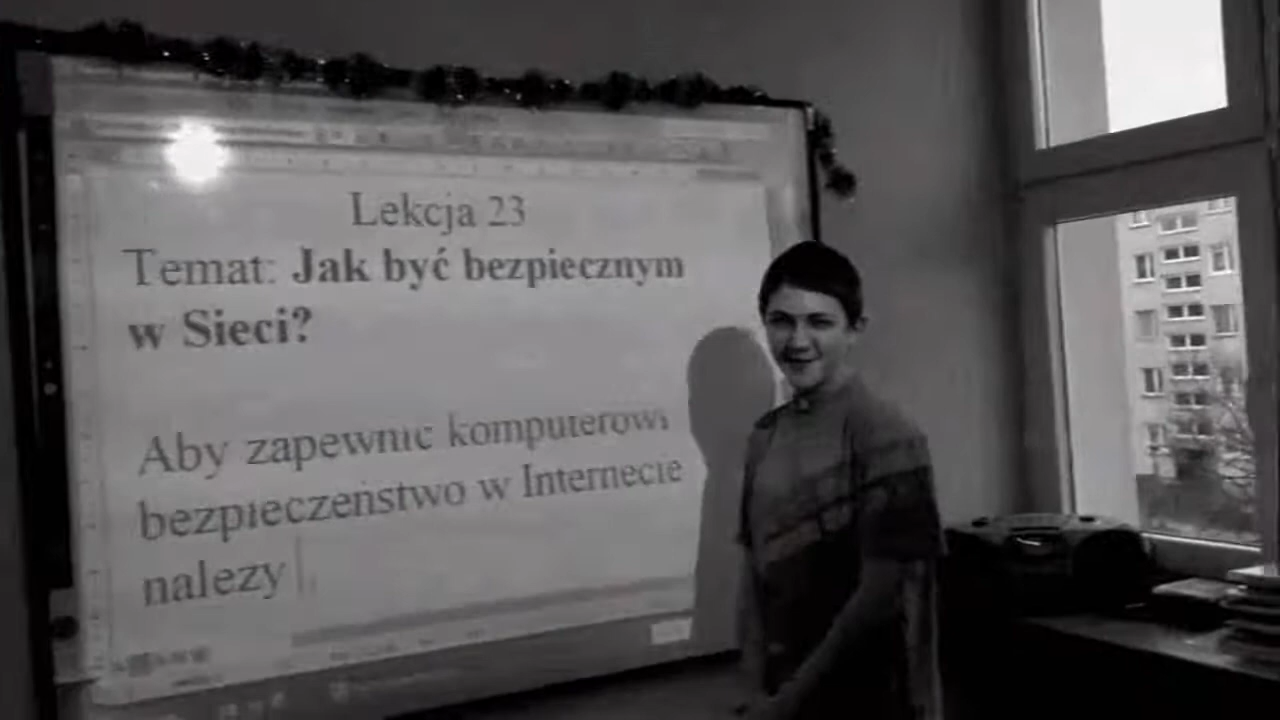 Lekcja 23
Temat: Jak być bezpiecznym
w Sieci?
Aby zapewnic komputerowi
bezpieczenstwo w Internecie
nalezy